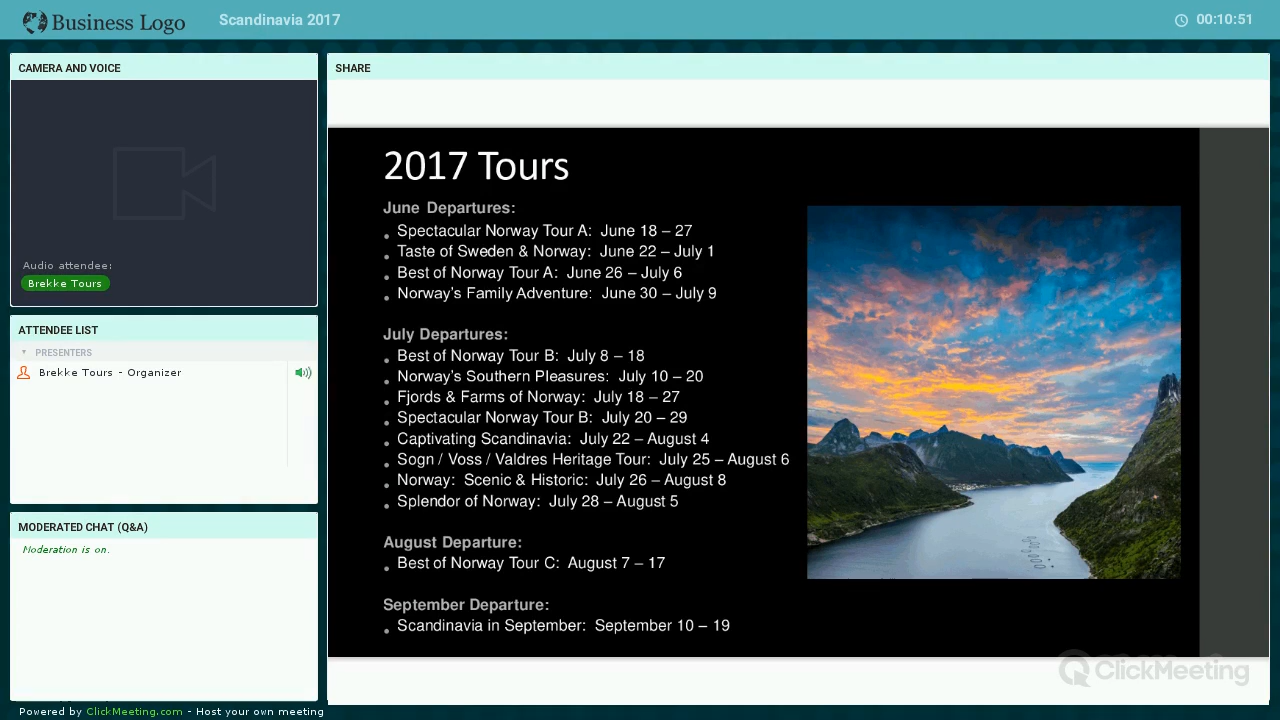 Business Logo
Scandinavia 2017
00:10:51
CAMERA AND VOICE
Audio attendee:
Brekke Tours
ATTENDEE LIST
PRESENTERS
Brekke Tours - Organizer
MODERATED CHAT (Q&A)
Moderation is on.
Powered by ClickMeeting.com - Host your own meeting
SHARE
2017 Tours
June Departures:
• Spectacular Norway Tour A: June 18 – 27
• Taste of Sweden & Norway: June 22 – July 1
• Best of Norway Tour A: June 26 – July 6
• Norway's Family Adventure: June 30 – July 9
July Departures:
• Best of Norway Tour B: July 8 – 18
• Norway's Southern Pleasures: July 10 – 20
• Fjords & Farms of Norway: July 18 – 27
• Spectacular Norway Tour B: July 20 – 29
• Captivating Scandinavia: July 22 – August 4
• Sogn / Voss / Valdres Heritage Tour: July 25 – August 6
• Norway: Scenic & Historic: July 26 – August 8
• Splendor of Norway: July 28 – August 5
August Departure:
• Best of Norway Tour C: August 7 – 17
September Departure:
• Scandinavia in September: September 10 – 19
ClickMeeting